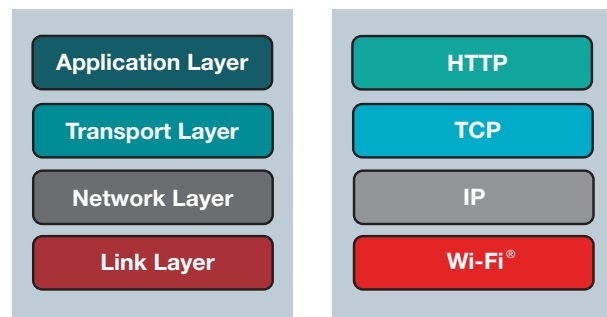 Application Layer
Transport Layer
Network Layer
Link Layer
HTTP
TCP
IP
Wi-Fi®